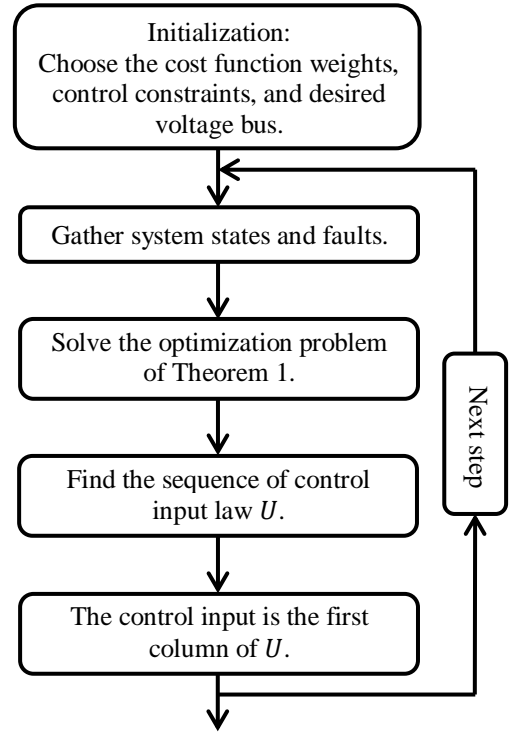 Initialization:
Choose the cost function weights,
control constraints, and desired
voltage bus.
Gather system states and faults.
Solve the optimization problem
of Theorem 1.
Find the sequence of control
input law U.
The control input is the first
column of U.
Next step